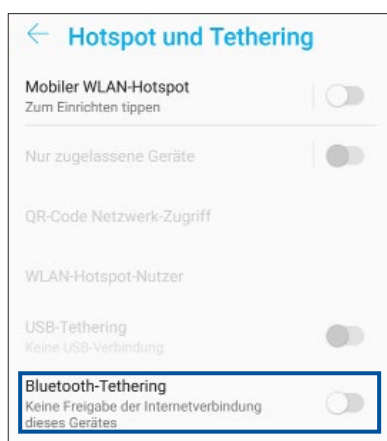 Hotspot und Tethering
Mobiler WLAN-Hotspot
Zum Einrichten tippen
Nur zugelassene Geräte
QR-Code Netzwerk-Zugriff
WLAN-Hotspot-Nutzer
USB-Tethering
Keine USB-Verbindung
Bluetooth-Tethering
Keine Freigabe der Internetverbindung
dieses Gerätes